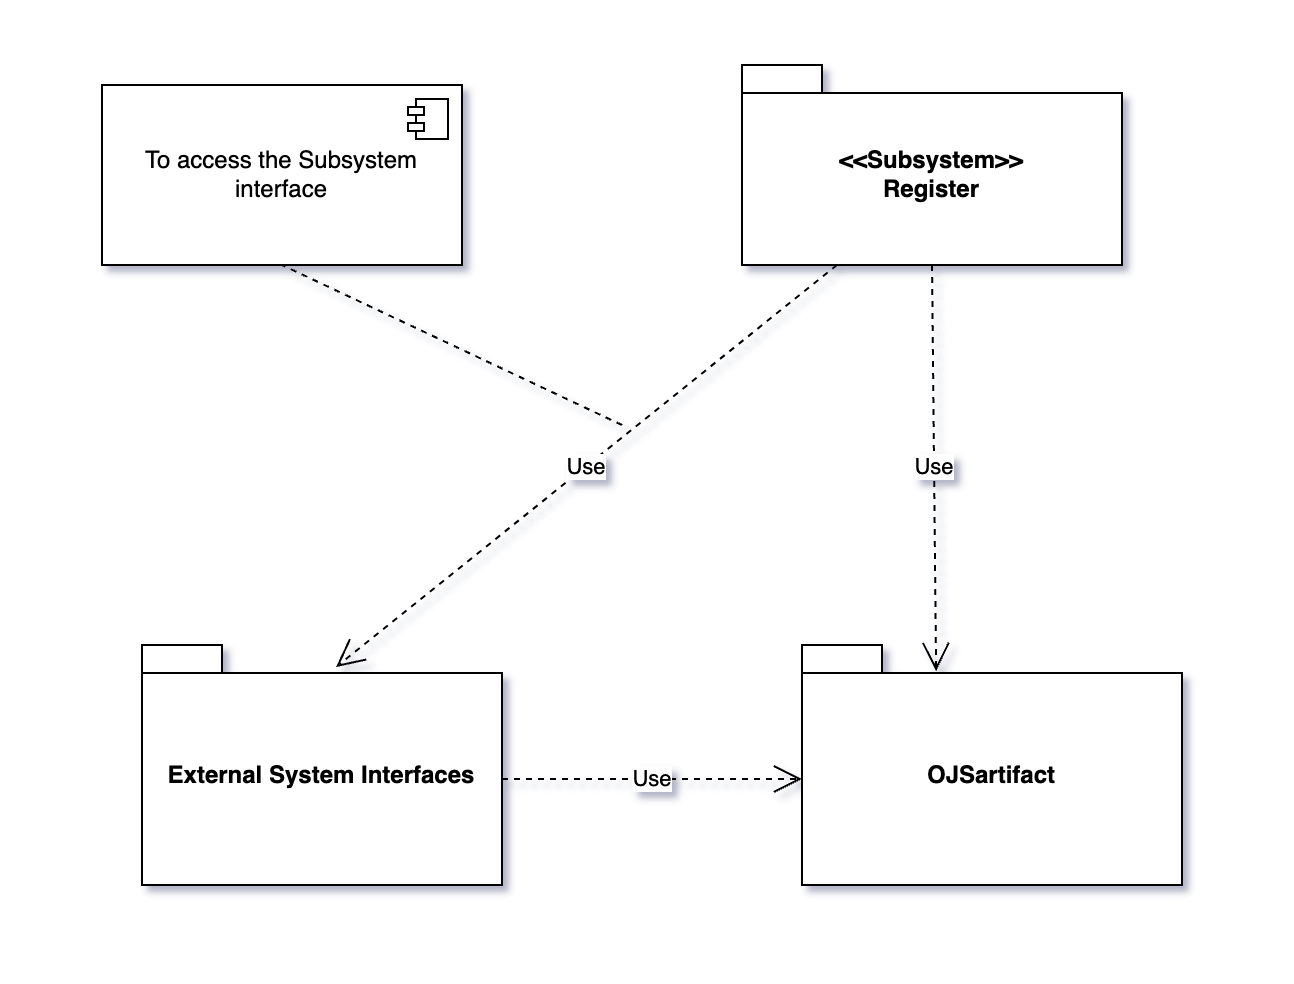 To access the Subsystem
interface
<<Subsystem>>
Register
Use
Use
External System Interfaces
Use
OJSartifact